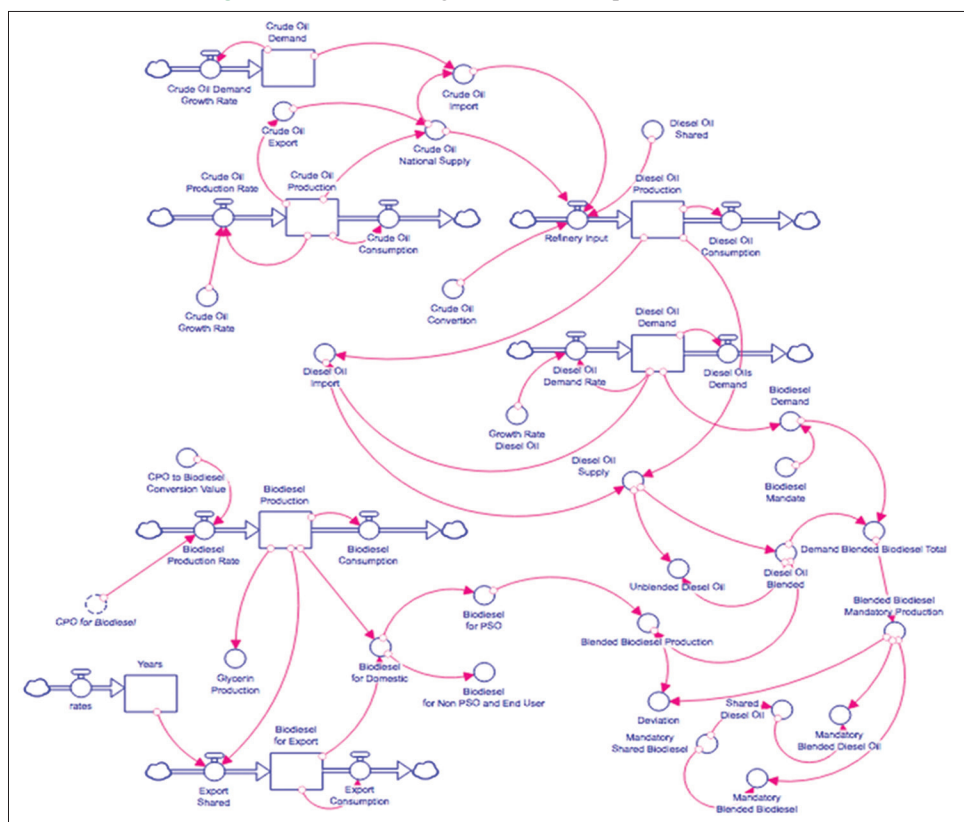 Crude Oil
Demand
Crude Oil Demand
Growth Rate
Crude Oil
Import
Crude Oil
Export
Crude Oil
National Supply
Diesel Oil
Shared
Crude Oil
Production Rate
Crude Oil
Production
Diesel Oil
Production
Crude Oil
Consumption
Refinery Input
Diesel Oil
Consumption
Crude Oil
Growth Rate
Crude Oil
Convertion
Diesel Oil
Demand
Diesel Oil
Import
Diesel Oil
Demand Rate
Diesel Oils
Demand
Biodiesel
Demand
Growth Rate
Diesel Oil
Diesel Oil
Supply
Biodiesel
Mandate
CPO to Biodiesel
Conversion Value
Biodiesel
Production
Biodiesel
Production Rate
Biodiesel
Consumption
Demand Blended Biodiesel Total
Unblended Diesel Oil
Diesel Oil
Blended
CPO for Biodiesel
Biodiesel
for PSO
Blended Biodiesel
Mandatory Production
Blended Biodiesel Production
Glycerin
Production
Biodiesel
for Domestic
Biodiesel
for Non PSO and End User
Years
rates
Deviation
Shared
Diesel Oil
Mandatory
Shared Biodiesel
Mandatory
Blended Diesel Oil
Biodiesel
for Export
Export
Shared
Export
Consumption
Mandatory
Blended Biodiesel